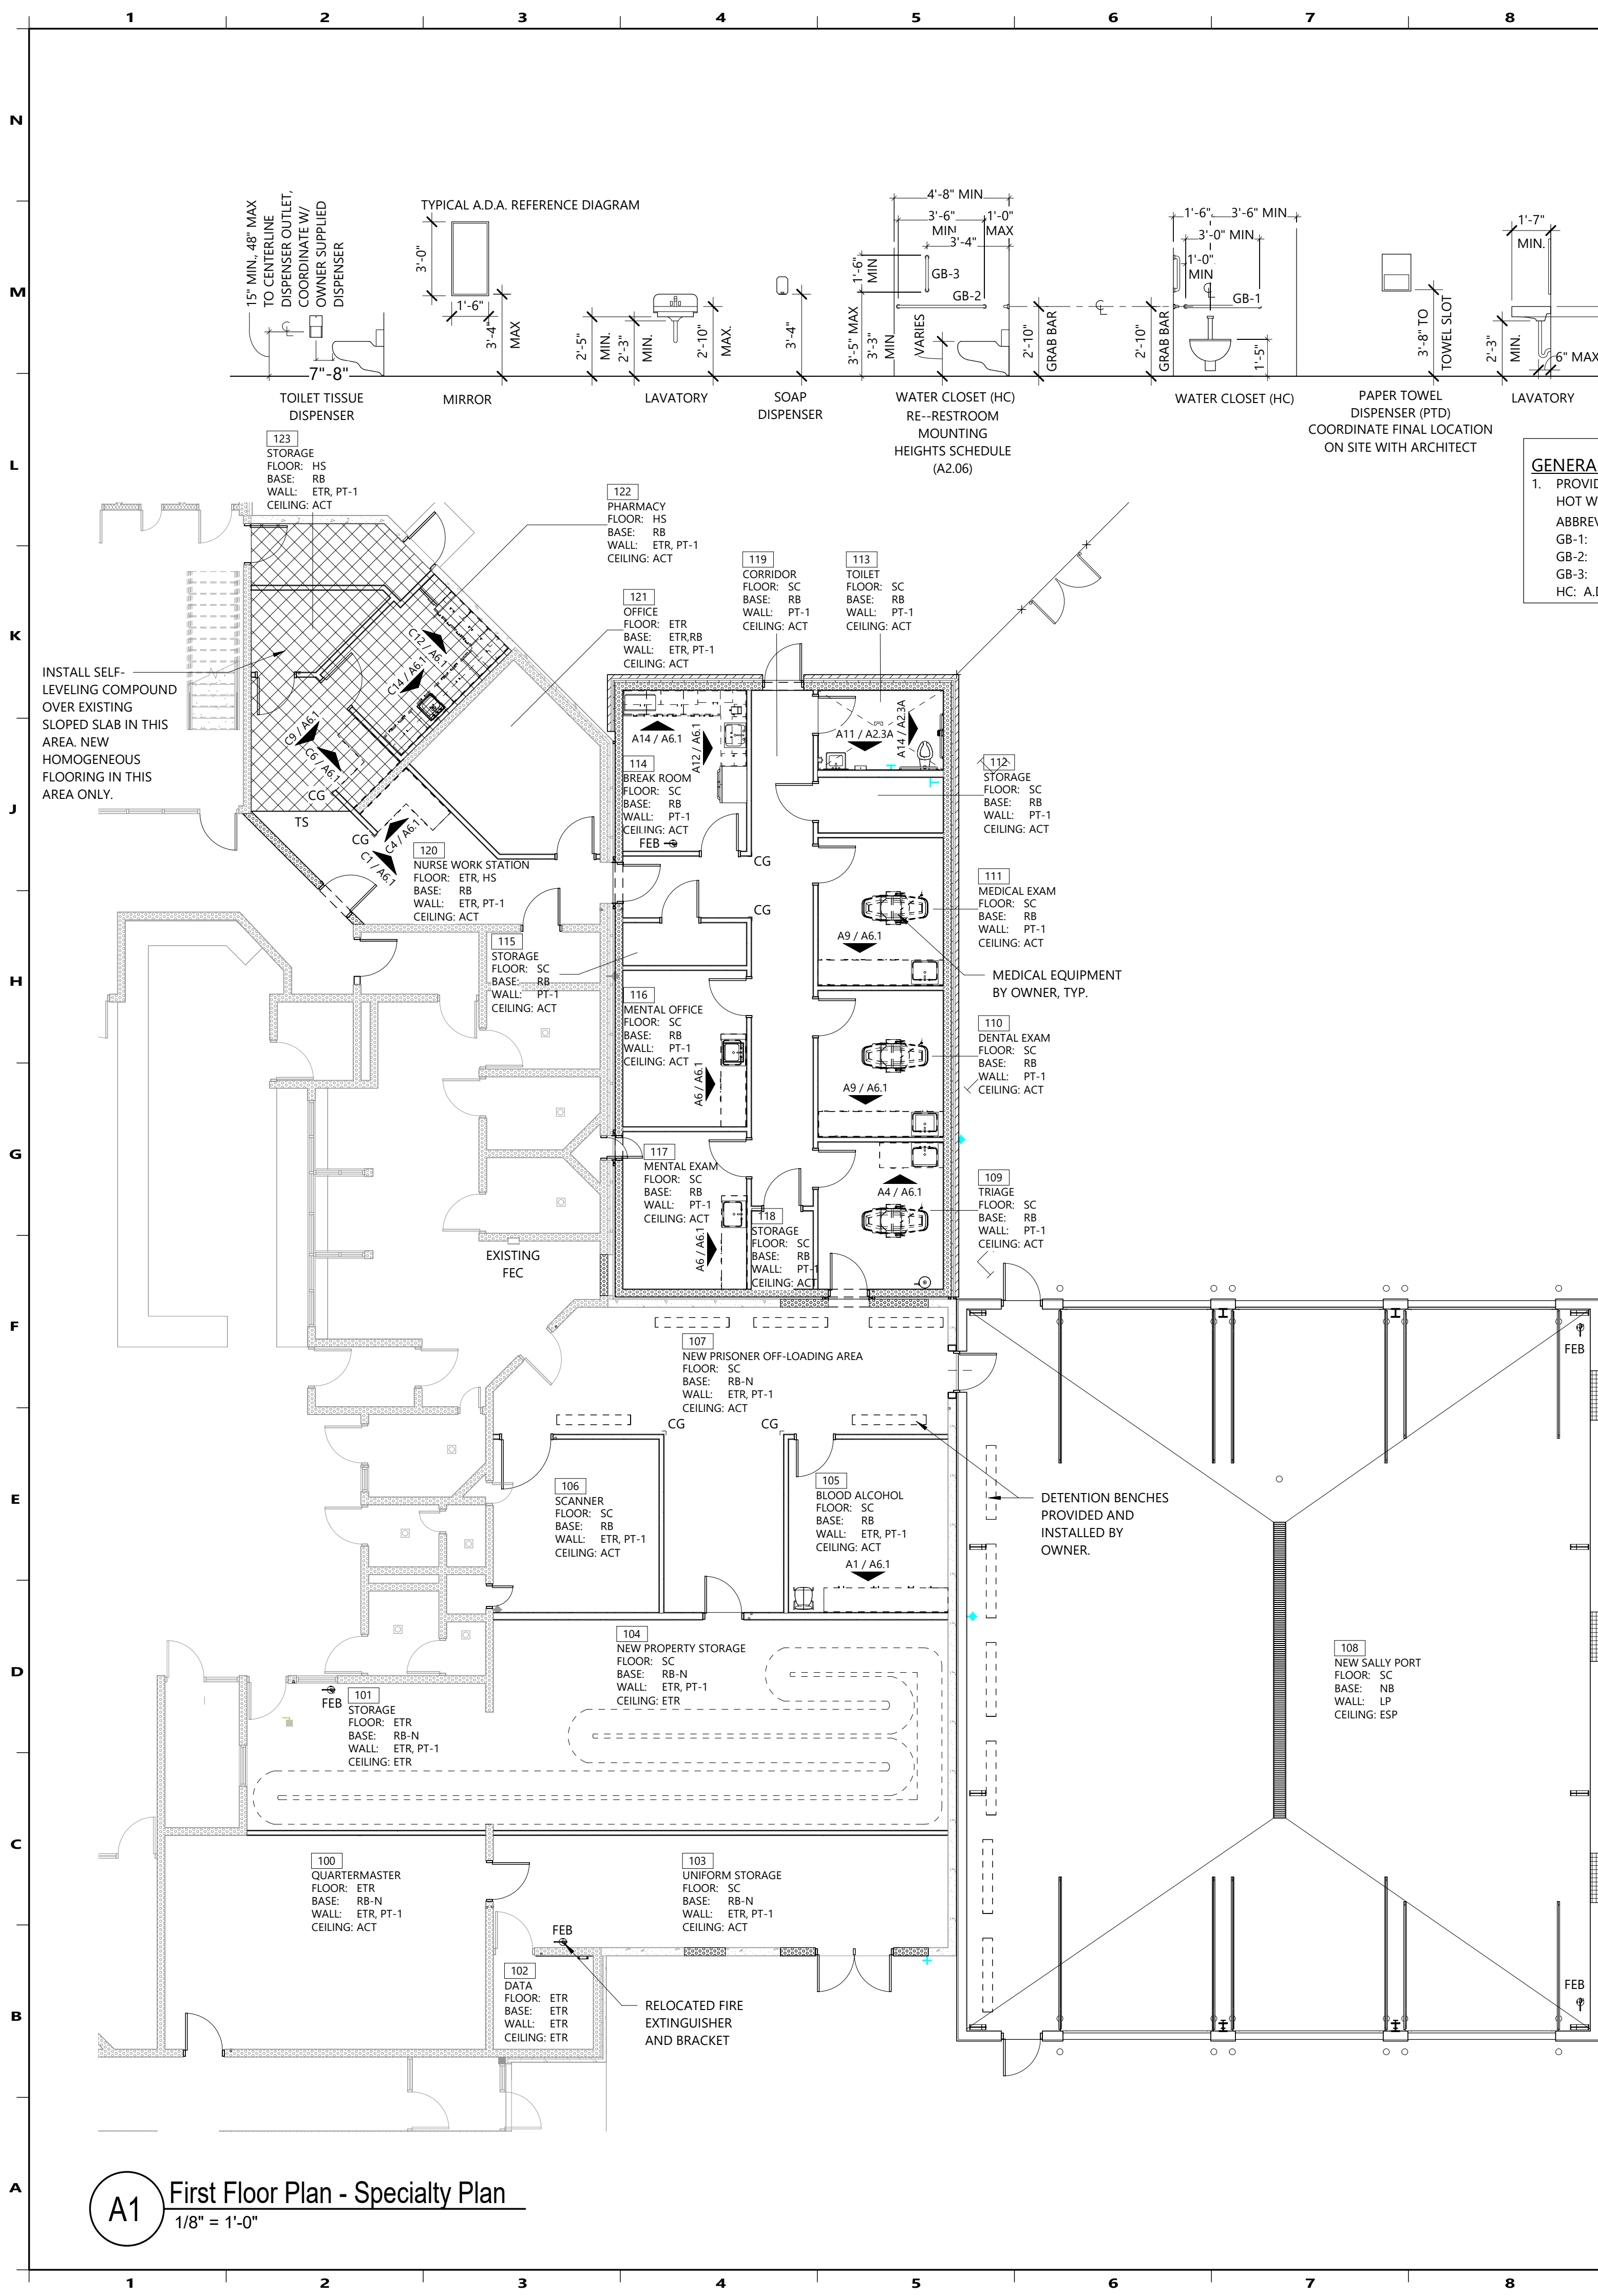 1 2 3 4 5 6 7 8
N
M
L
K
J
H
G
F
E
D
C
B
A
15" MIN., 48" MAX
TO CENTERLINE
DISPENSER OUTLET,
COORDINATE W/
OWNER SUPPLIED
DISPENSER
7"-8"
TOILET TISSUE
DISPENSER
TYPICAL A.D.A. REFERENCE DIAGRAM
3'-0"
1'-6"
3'-4"
MAX
MIRROR
2'-5"
MIN.
2'-3"
MIN.
2'-10"
MAX.
LAVATORY
3'-4"
SOAP
DISPENSER
4'-8" MIN
3'-6"
MIN
1'-0"
MAX
3'-4"
1'-6"
MIN
GB-3
GB-2
3'-5" MAX
3'-3"
MIN
VARIES
2'-10"
GRAB BAR
WATER CLOSET (HC)
RE--RESTROOM
MOUNTING
HEIGHTS SCHEDULE
(A2.06)
2'-10"
GRAB BAR
1'-6"
3'-6" MIN
3'-0" MIN
1'-0"
MIN
GB-1
1'-5"
WATER CLOSET (HC)
3'-8" TO
TOWEL SLOT
PAPER TOWEL
DISPENSER (PTD)
COORDINATE FINAL LOCATION
ON SITE WITH ARCHITECT
1'-7"
MIN.
2'-3"
MIN.
6" MAX
LAVATORY
GENERA
1. PROVID
HOT W
ABBREV
GB-1:
GB-2:
GB-3:
HC: A.D
123
STORAGE
FLOOR: HS
BASE: RB
WALL: ETR, PT-1
CEILING: ACT
122
PHARMACY
FLOOR: HS
BASE: RB
WALL: ETR, PT-1
CEILING: ACT
119
CORRIDOR
FLOOR: SC
BASE: RB
WALL: PT-1
CEILING: ACT
113
TOILET
FLOOR: SC
BASE: RB
WALL: PT-1
CEILING: ACT
121
OFFICE
FLOOR: ETR
BASE: ETR,RB
WALL: ETR, PT-1
CEILING: ACT
INSTALL SELF-
LEVELING COMPOUND
OVER EXISTING
SLOPED SLAB IN THIS
AREA. NEW
HOMOGENEOUS
FLOORING IN THIS
AREA ONLY.
C12 / A6.1
C14 / A6.1
C9 / A6.1
C6 / A6.1
CG
TS
CG
C4 / A6.1
C1 / A6.1
A14 / A6.1
A12 / A6.1
A11 / A2.3A
A14 / A2.3A
114
BREAK ROOM
FLOOR: SC
BASE: RB
WALL: PT-1
CEILING: ACT
FEB
CG
CG
112
STORAGE
FLOOR: SC
BASE: RB
WALL: PT-1
CEILING: ACT
120
NURSE WORK STATION
FLOOR: ETR, HS
BASE: RB
WALL: ETR, PT-1
CEILING: ACT
111
MEDICAL EXAM
FLOOR: SC
BASE: RB
WALL: PT-1
CEILING: ACT
A9 / A6.1
MEDICAL EQUIPMENT
BY OWNER, TYP.
115
STORAGE
FLOOR: SC
BASE: RB
WALL: PT-1
CEILING: ACT
116
MENTAL OFFICE
FLOOR: SC
BASE: RB
WALL: PT-1
CEILING: ACT
A6 / A6.1
110
DENTAL EXAM
FLOOR: SC
BASE: RB
WALL: PT-1
CEILING: ACT
A9 / A6.1
117
MENTAL EXAM
FLOOR: SC
BASE: RB
WALL: PT-1
CEILING: ACT
A6 / A6.1
118
STORAGE
FLOOR: SC
BASE: RB
WALL: PT-1
CEILING: ACT
A4 / A6.1
109
TRIAGE
FLOOR: SC
BASE: RB
WALL: PT-1
CEILING: ACT
EXISTING
FEC
107
NEW PRISONER OFF-LOADING AREA
FLOOR: SC
BASE: RB-N
WALL: ETR, PT-1
CEILING: ACT
CG
CG
FEB
106
SCANNER
FLOOR: SC
BASE: RB
WALL: ETR, PT-1
CEILING: ACT
105
BLOOD ALCOHOL
FLOOR: SC
BASE: RB
WALL: ETR, PT-1
CEILING: ACT
A1 / A6.1
DETENTION BENCHES
PROVIDED AND
INSTALLED BY
OWNER.
104
NEW PROPERTY STORAGE
FLOOR: SC
BASE: RB-N
WALL: ETR, PT-1
CEILING: ETR
108
NEW SALLY PORT
FLOOR: SC
BASE: NB
WALL: LP
CEILING: ESP
FEB
101
STORAGE
FLOOR: ETR
BASE: RB-N
WALL: ETR, PT-1
CEILING: ETR
100
QUARTERMASTER
FLOOR: ETR
BASE: RB-N
WALL: ETR, PT-1
CEILING: ACT
103
UNIFORM STORAGE
FLOOR: SC
BASE: RB-N
WALL: ETR, PT-1
CEILING: ACT
FEB
102
DATA
FLOOR: ETR
BASE: ETR
WALL: ETR
CEILING: ETR
RELOCATED FIRE
EXTINGUISHER
AND BRACKET
FEB
A1
First Floor Plan - Specialty Plan
1/8" = 1'-0"
1 2 3 4 5 6 7 8